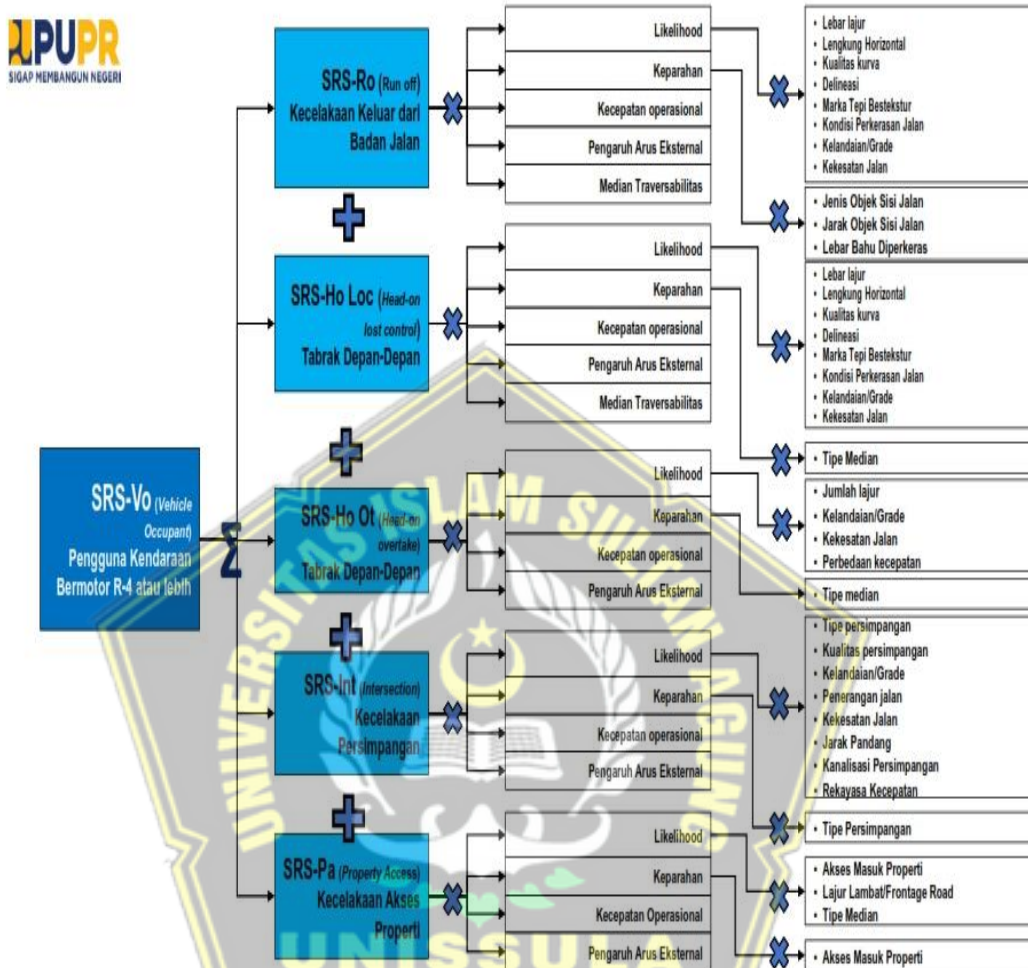 PUPR
SIGAP MEMBANGUN NEGERI
SRS-Vo (Vehicle
Occupant)
Pengguna Kendaraan
Bermotor R-4 atau lebih
Σ
SRS-Ro (Run off)
Kecelakaan Keluar dari
Badan Jalan
Likelihood
Keparahan
Kecepatan operasional
Pengaruh Arus Eksternal
Median Traversabilitas
• Lebar lajur
• Lengkung Horizontal
• Kualitas kurva
• Delineasi
• Marka Tepi Bestekstur
• Kondisi Perkerasan Jalan
• Kelandaian/Grade
• Kekesatan Jalan
• Jenis Objek Sisi Jalan
• Jarak Objek Sisi Jalan
• Lebar Bahu Diperkeras
SRS-Ho Loc (Head-on
lost control)
Tabrak Depan-Depan
Likelihood
Keparahan
Kecepatan operasional
Pengaruh Arus Eksternal
Median Traversabilitas
• Lebar lajur
• Lengkung Horizontal
• Kualitas kurva
• Delineasi
• Marka Tepi Bestekstur
• Kondisi Perkerasan Jalan
• Kelandaian/Grade
• Kekesatan Jalan
• Tipe Median
SRS-Ho Ot (Head-on
overtake)
Tabrak Depan-Depan
Likelihood
Keparahan
Kecepatan operasional
Pengaruh Arus Eksternal
• Jumlah lajur
• Kelandaian/Grade
• Kekesatan Jalan
• Perbedaan kecepatan
• Tipe median
SRS-Int (Intersection)
Kecelakaan
Persimpangan
Likelihood
Keparahan
Kecepatan operasional
Pengaruh Arus Eksternal
• Tipe persimpangan
• Kualitas persimpangan
• Kelandaian/Grade
• Penerangan jalan
• Kekesatan Jalan
• Jarak Pandang
• Kanalisasi Persimpangan
• Rekayasa Kecepatan
• Tipe Persimpangan
SRS-Pa (Property Access)
Kecelakaan Akses
Properti
Likelihood
Keparahan
Kecepatan Operasional
Pengaruh Arus Eksternal
• Akses Masuk Properti
• Lajur Lambat/Frontage Road
• Tipe Median
• Akses Masuk Properti
UNIVERSITAS ISLAM SULTAN AGUNG
UNISSULA